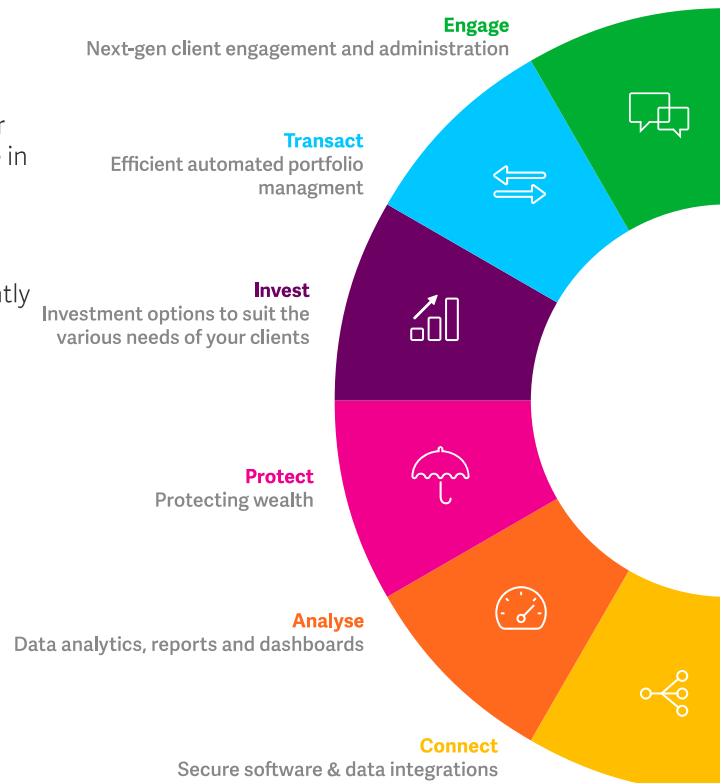 Engage
Next-gen client engagement and administration
Transact
Efficient automated portfolio
managment
Invest
Investment options to suit the
various needs of your clients
Protect
Protecting wealth
Analyse
Data analytics, reports and dashboards
Connect
Secure software & data integrations